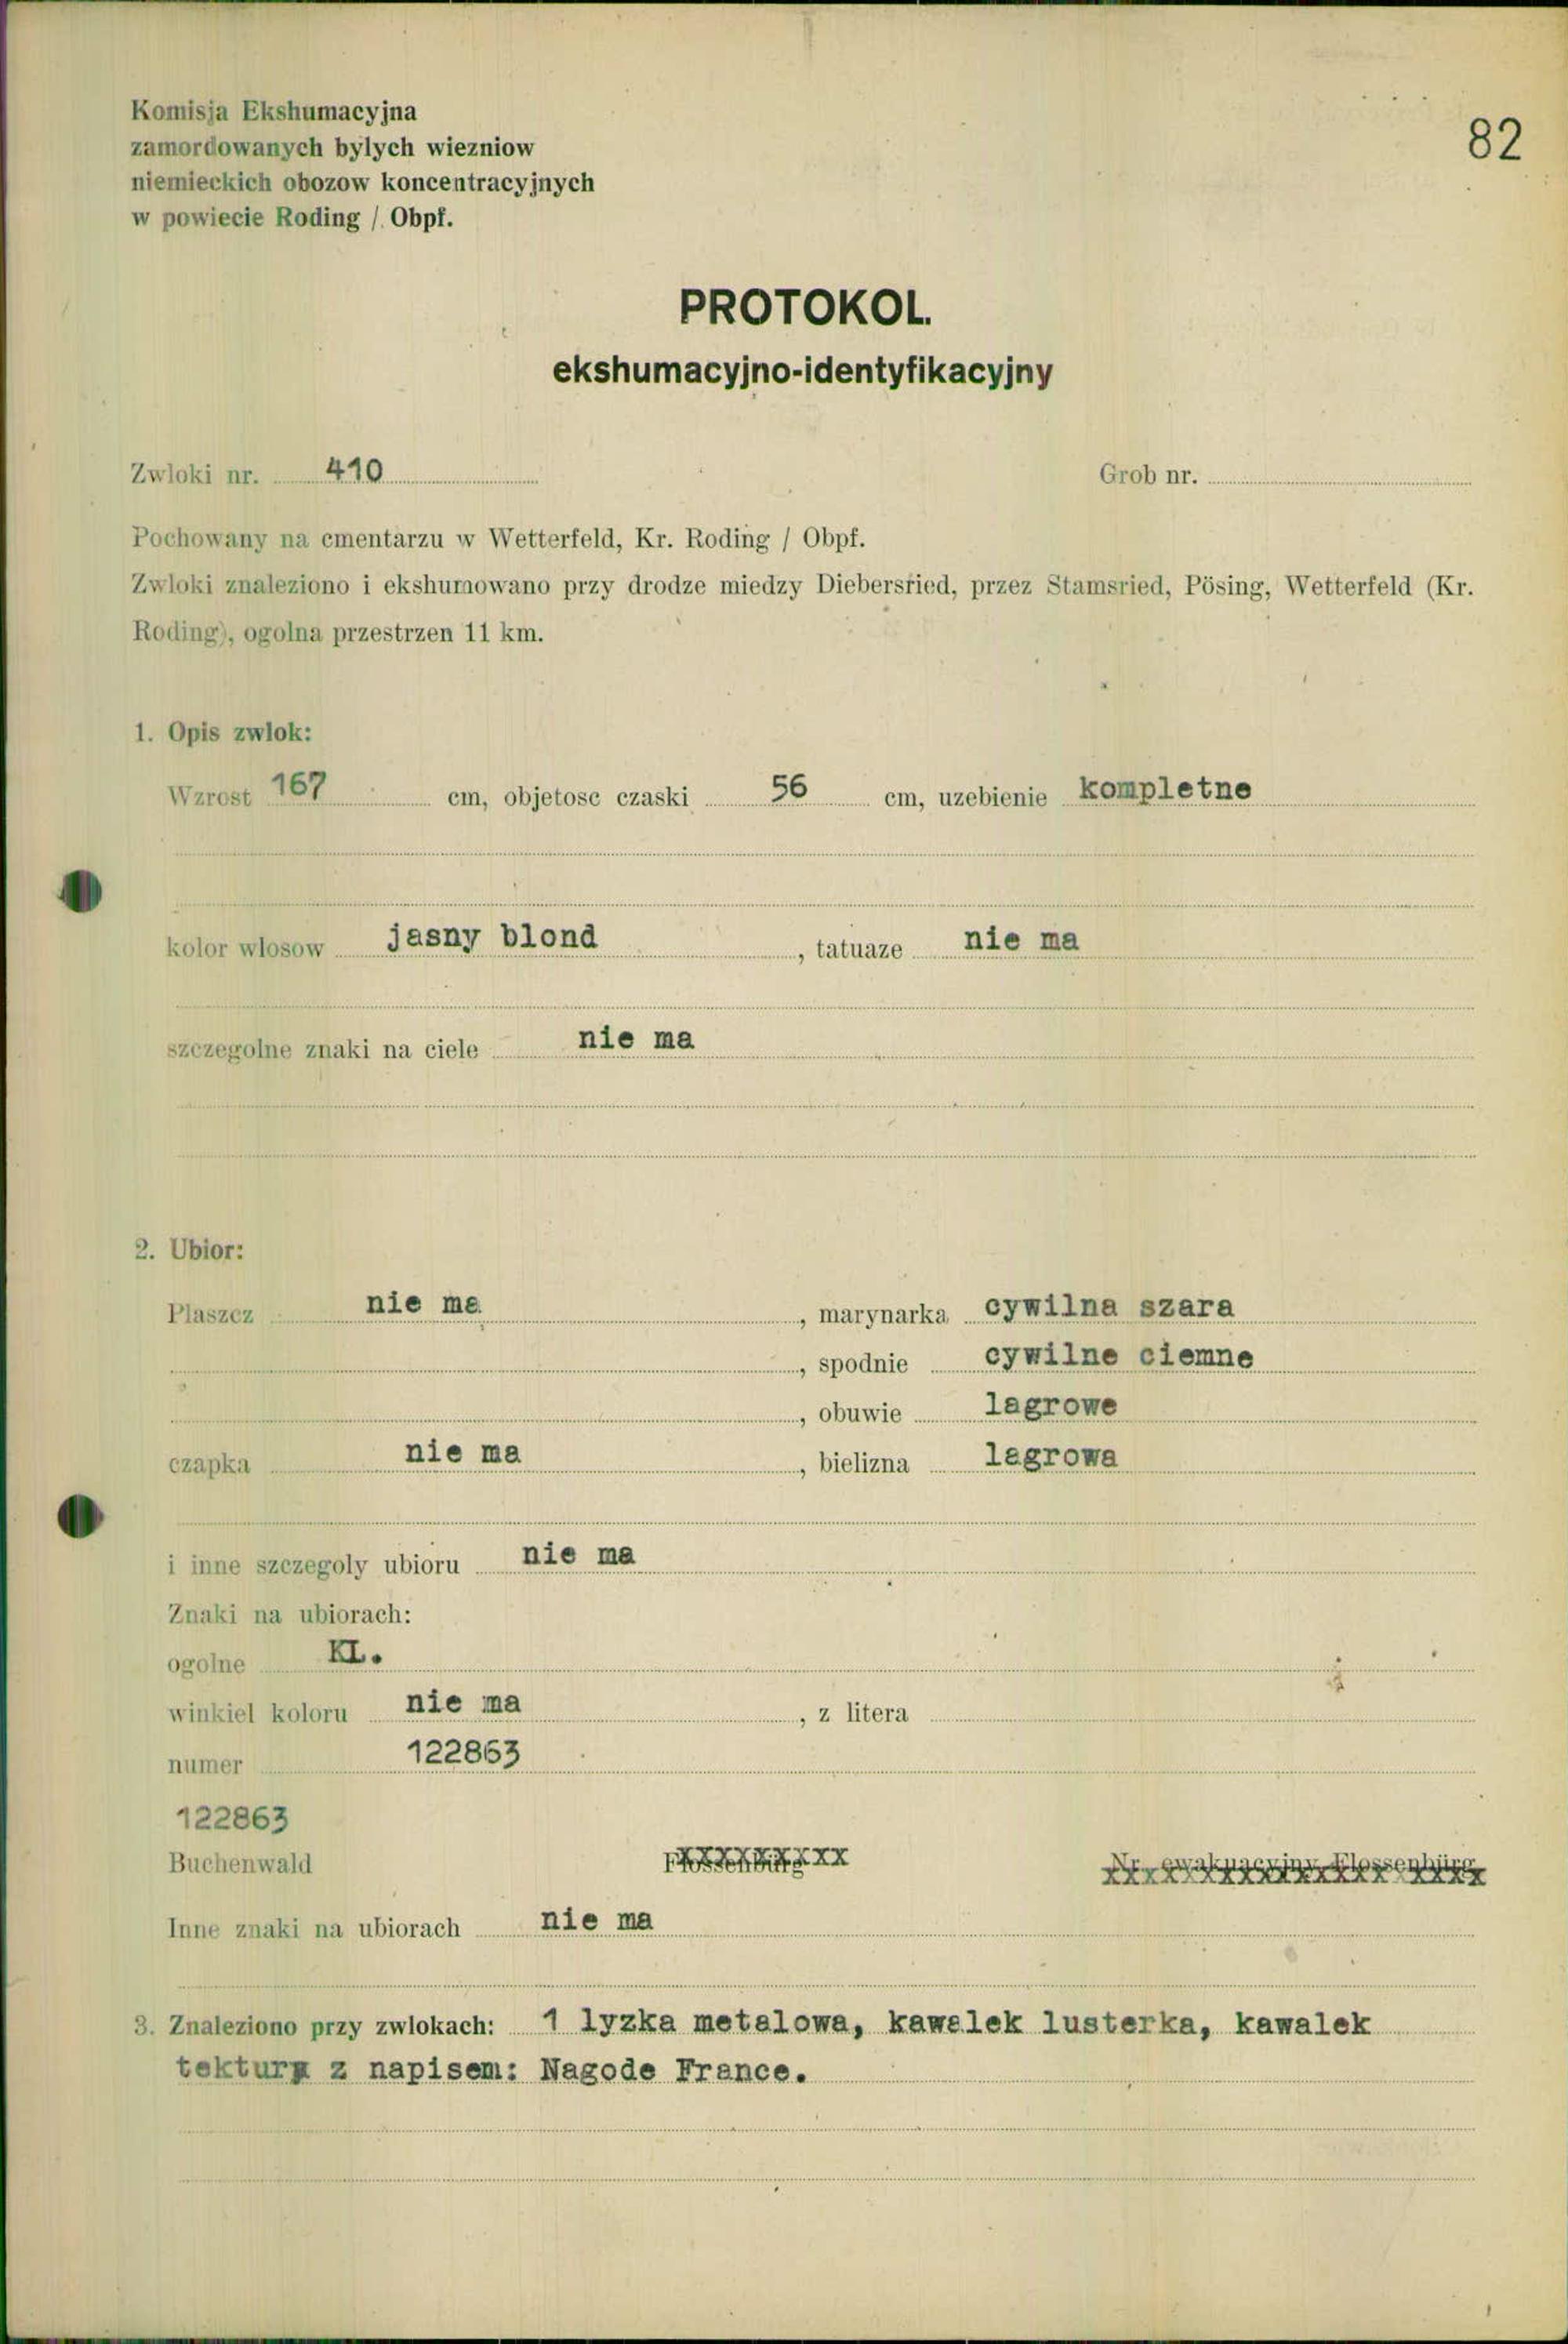 Komisja Ekshumacyjna
82
zamordowanych bylych wiezniow
niemieckich obozow koncentracyjnych
w powiecie Roding / Obpf.
PROTOKOL
ekshumacyjno-identyfikacyjny
Zwloki nr. 410 Grob nr.
Pochowany na cmentarzu w Wetterfeld, Kr. Roding / Obpf.
Zwloki znaleziono i ekshumowano przy drodze miedzy Diebersried, przez Stamsried, Pösing, Wetterfeld (Kr.
Roding), ogolna przestrzen 11 km.
1. Opis zwlok:
Wzrost 167 cm, objetosc czaski 56 cm, uzebienie kompletne
kolor wlosow jasny blond, tatuaze nie ma
szczegolne znaki na ciele nie ma
2. Ubior:
Plaszcz nie ma, marynarka cywilna szara
, spodnie cywilne ciemne
, obuwie lagrowe
czapka nie ma, bielizna lagrowa
i inne szczegoly ubioru nie ma
Znaki na ubiorach:
ogolne KL.
winkiel koloru nie ma, z litera
numer 122863
122863
Buchenwald Flossenbürg Nr. ewakuacyjny Flossenbürg
Inne znaki na ubiorach nie ma
3. Znaleziono przy zwlokach: 1 lyzka metalowa, kawalek lusterka, kawalek
z napisem: Nagode France.